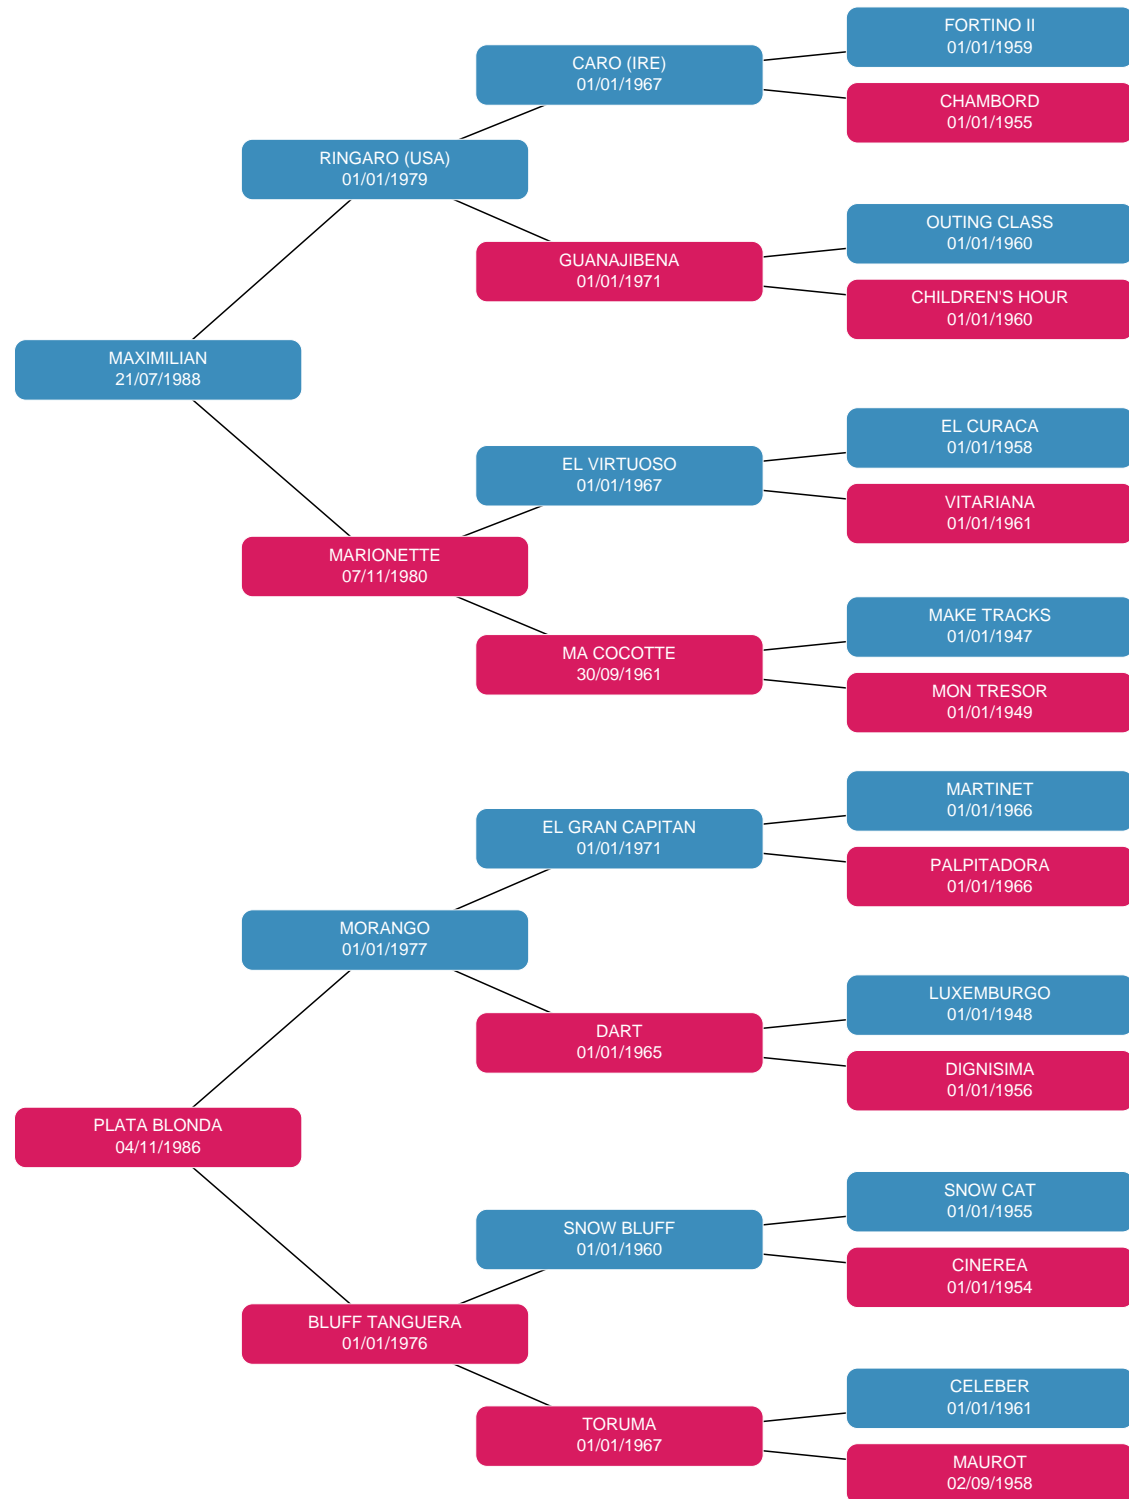 FORTINO II
01/01/1959
CARO (IRE)
01/01/1967
CHAMBORD
01/01/1955
RINGARO (USA)
01/01/1979
OUTING CLASS
01/01/1960
GUANAJIBENA
01/01/1971
CHILDREN'S HOUR
01/01/1960
MAXIMILIAN
21/07/1988
EL CURACA
01/01/1958
EL VIRTUOSO
01/01/1967
VITARIANA
01/01/1961
MARIONETTE
07/11/1980
MAKE TRACKS
01/01/1947
MA COCOTTE
30/09/1961
MON TRESOR
01/01/1949
MARTINET
01/01/1966
EL GRAN CAPITAN
01/01/1971
PALPITADORA
01/01/1966
MORANGO
01/01/1977
LUXEMBURGO
01/01/1948
DART
01/01/1965
DIGNISIMA
01/01/1956
PLATA BLONDA
04/11/1986
SNOW CAT
01/01/1955
SNOW BLUFF
01/01/1960
CINEREA
01/01/1954
BLUFF TANGUERA
01/01/1976
CELEBER
01/01/1961
TORUMA
01/01/1967
MAUROT
02/09/1958